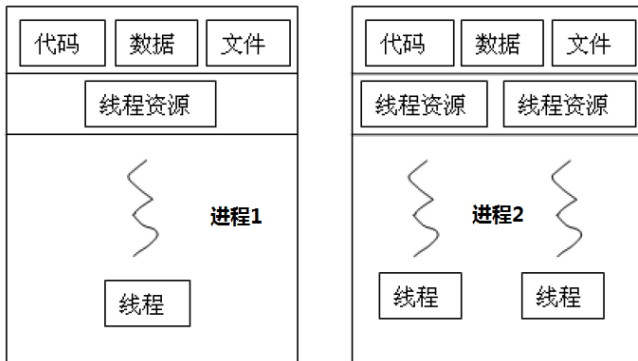 代码 数据 文件
线程资源
进程1
线程
代码 数据 文件
线程资源 线程资源
进程2
线程 线程